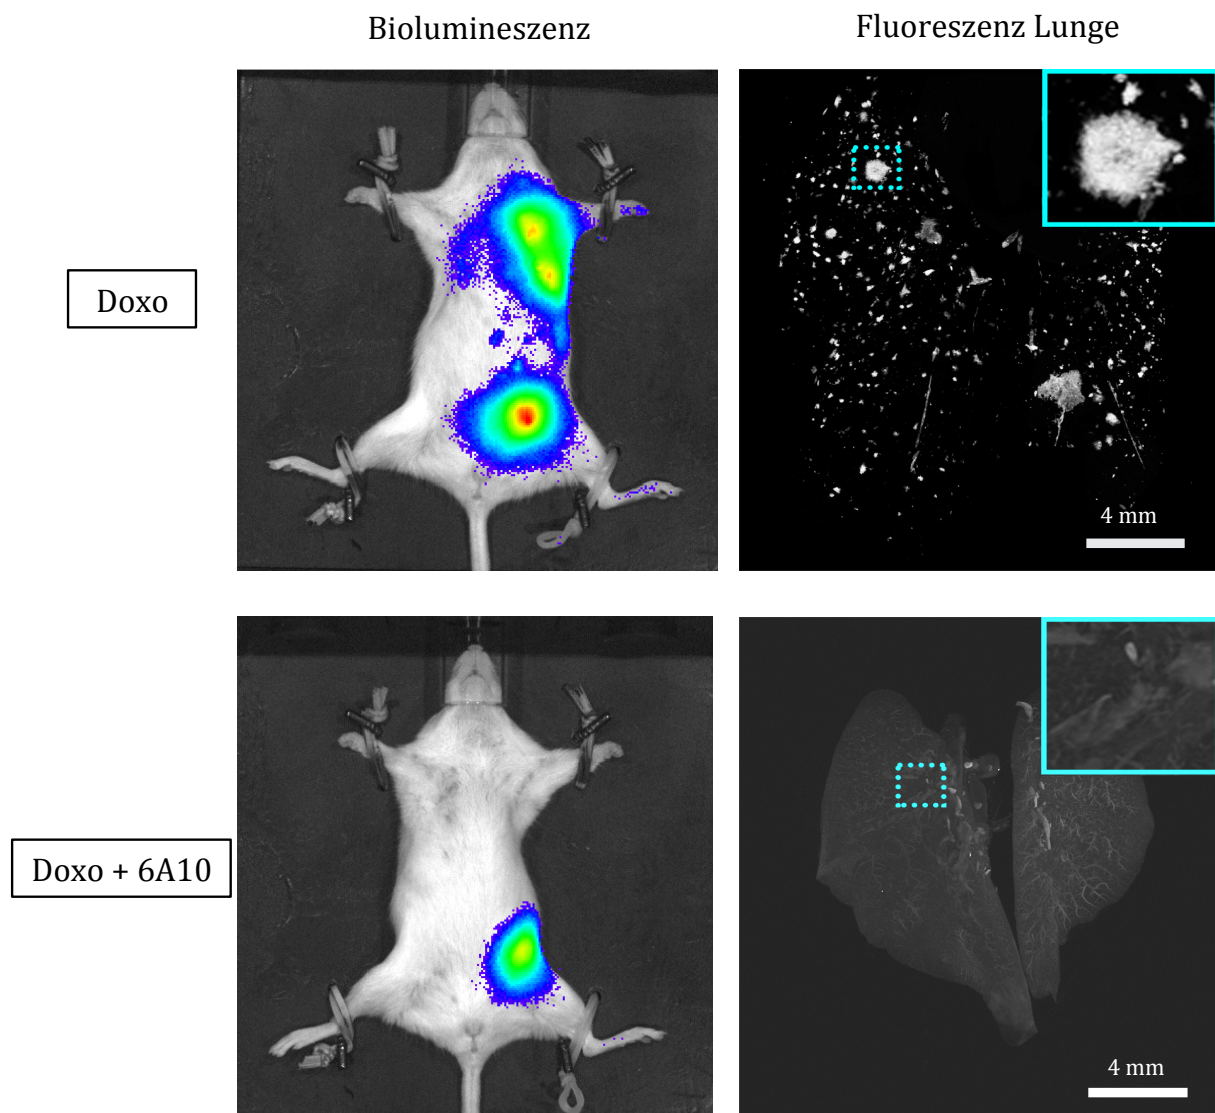 Biolumineszenz
Fluoreszenz Lunge
Doxo
4 mm
Doxo + 6A10
4 mm